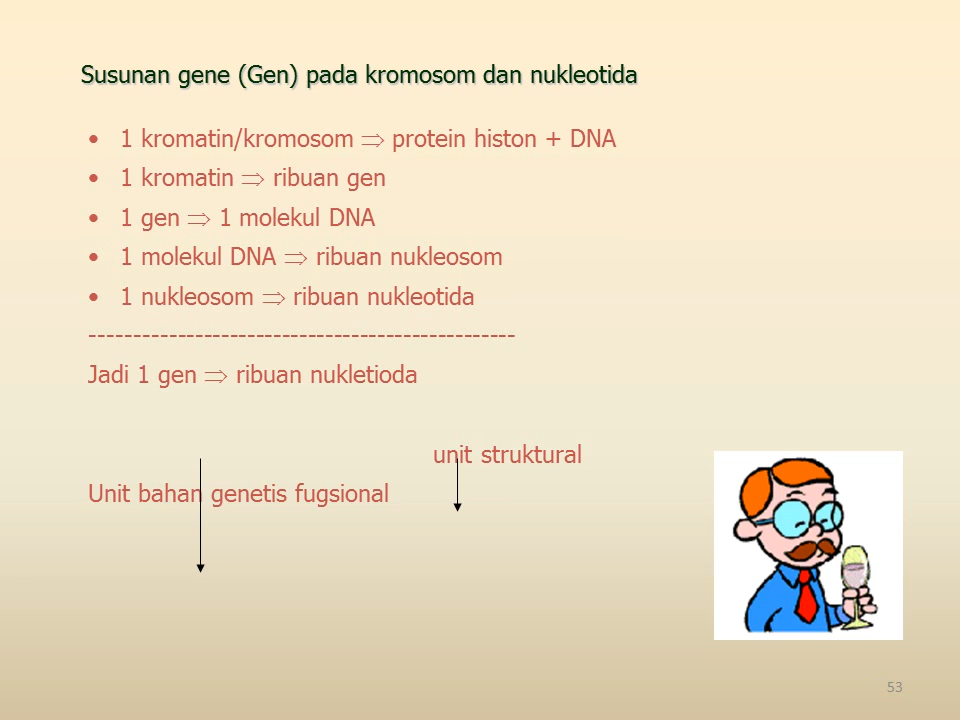 Susunan gene (Gen) pada kromosom dan nukleotida
• 1 kromatin/kromosom ⇒ protein histon + DNA
• 1 kromatin ⇒ ribuan gen
• 1 gen ⇒ 1 molekul DNA
• 1 molekul DNA ⇒ ribuan nukleosom
• 1 nukleosom ⇒ ribuan nukleotida
------------------------------------------------
Jadi 1 gen ⇒ ribuan nukletioda
unit struktural
Unit bahan genetis fugsional
53